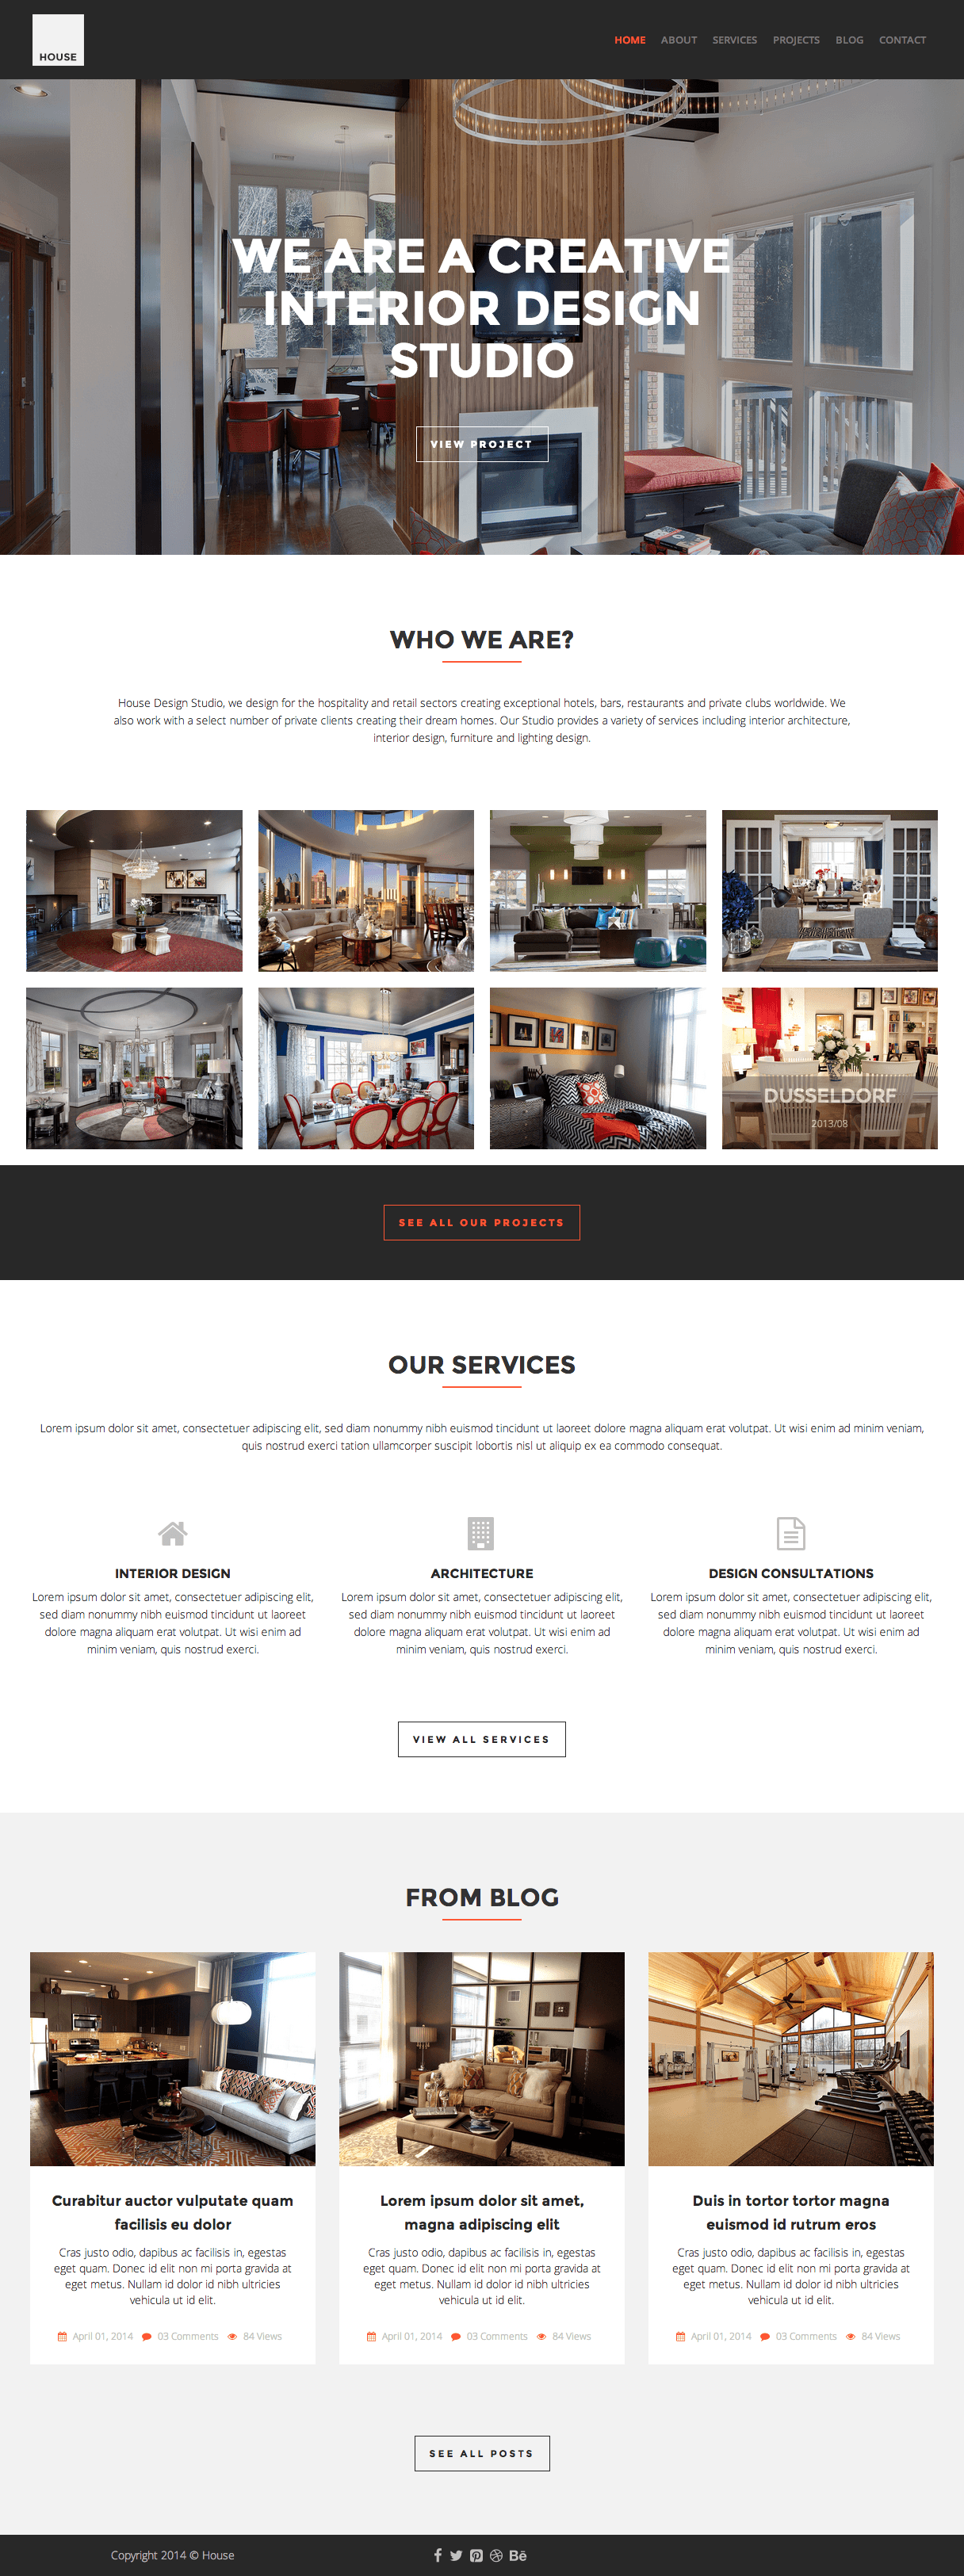 HOUSE
HOME ABOUT SERVICES PROJECTS BLOG CONTACT
WE ARE A CREATIVE
INTERIOR DESIGN
STUDIO
VIEW PROJECT
WHO WE ARE?
House Design Studio, we design for the hospitality and retail sectors creating exceptional hotels, bars, restaurants and private clubs worldwide. We
also work with a select number of private clients creating their dream homes. Our Studio provides a variety of services including interior architecture,
interior design, furniture and lighting design.
DUSSELDORF
2013/08
SEE ALL OUR PROJECTS
OUR SERVICES
Lorem ipsum dolor sit amet, consectetuer adipiscing elit, sed diam nonummy nibh euismod tincidunt ut laoreet dolore magna aliquam erat volutpat. Ut wisi enim ad minim veniam,
quis nostrud exerci tation ullamcorper suscipit lobortis nisl ut aliquip ex ea commodo consequat.
INTERIOR DESIGN
Lorem ipsum dolor sit amet, consectetuer adipiscing elit,
sed diam nonummy nibh euismod tincidunt ut laoreet
dolore magna aliquam erat volutpat. Ut wisi enim ad
minim veniam, quis nostrud exerci.
ARCHITECTURE
Lorem ipsum dolor sit amet, consectetuer adipiscing elit,
sed diam nonummy nibh euismod tincidunt ut laoreet
dolore magna aliquam erat volutpat. Ut wisi enim ad
minim veniam, quis nostrud exerci.
DESIGN CONSULTATIONS
Lorem ipsum dolor sit amet, consectetuer adipiscing elit,
sed diam nonummy nibh euismod tincidunt ut laoreet
dolore magna aliquam erat volutpat. Ut wisi enim ad
minim veniam, quis nostrud exerci.
VIEW ALL SERVICES
FROM BLOG
Curabitur auctor vulputate quam
facilisis eu dolor
Cras justo odio, dapibus ac facilisis in, egestas
eget quam. Donec id elit non mi porta gravida at
eget metus. Nullam id dolor id nibh ultricies
vehicula ut id elit.
April 01, 2014 03 Comments 84 Views
Lorem ipsum dolor sit amet,
magna adipiscing elit
Cras justo odio, dapibus ac facilisis in, egestas
eget quam. Donec id elit non mi porta gravida at
eget metus. Nullam id dolor id nibh ultricies
vehicula ut id elit.
April 01, 2014 03 Comments 84 Views
Duis in tortor tortor magna
euismod id rutrum eros
Cras justo odio, dapibus ac facilisis in, egestas
eget quam. Donec id elit non mi porta gravida at
eget metus. Nullam id dolor id nibh ultricies
vehicula ut id elit.
April 01, 2014 03 Comments 84 Views
SEE ALL POSTS
Copyright 2014 © House